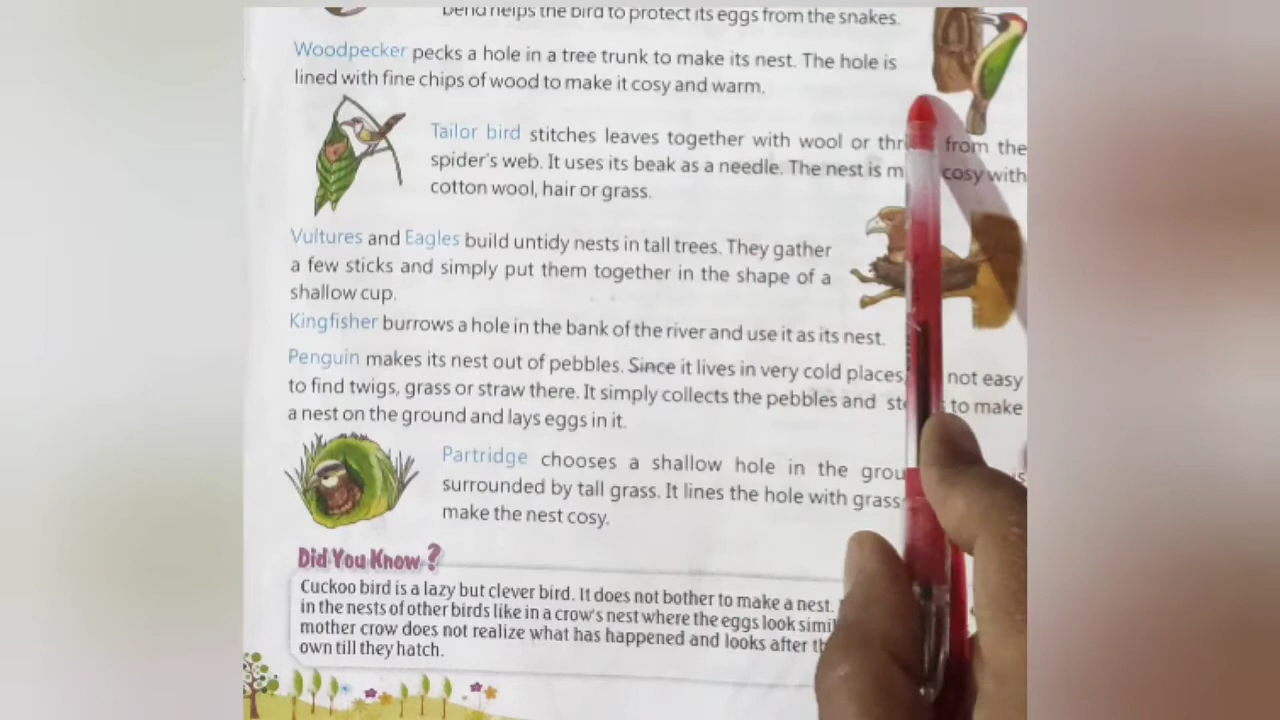 bend helps the bird to protect its eggs from the snakes.
Woodpecker pecks a hole in a tree trunk to make its nest. The hole is
lined with fine chips of wood to make it cosy and warm.
Tailor bird stitches leaves together with wool or from the
spider's web. It uses its beak as a needle. The nest is cosy with
cotton wool, hair or grass.
Vultures and Eagles build untidy nests in tall trees. They gather
a few sticks and simply put them together in the shape of a
shallow cup.
Kingfisher burrows a hole in the bank of the river and use it as its nest.
Penguin makes its nest out of pebbles. Since it lives in very cold places, not easy
to find twigs, grass or straw there. It simply collects the pebbles and to make
a nest on the ground and lays eggs in it.
Partridge chooses a shallow hole in the
surrounded by tall grass. It lines the hole with grass
make the nest cosy.
Did You Know ?
Cuckoo bird is a lazy but clever bird. It does not bother to make a nest.
in the nests of other birds like in a crow's nest where the eggs look
mother crow does not realize what has happened and looks after
own till they hatch.